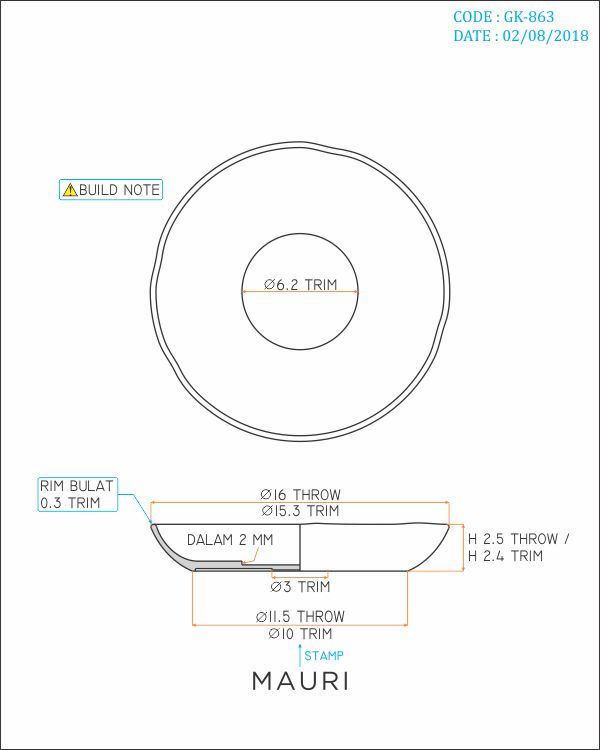 CODE : GK-863
DATE : 02/08/2018
BUILD NOTE
Ø6.2 TRIM
RIM BULAT
0.3 TRIM
Ø16 THROW
Ø15.3 TRIM
DALAM 2 MM
H 2.5 THROW /
H 2.4 TRIM
Ø3 TRIM
Ø11.5 THROW
Ø10 TRIM
STAMP
MAURI